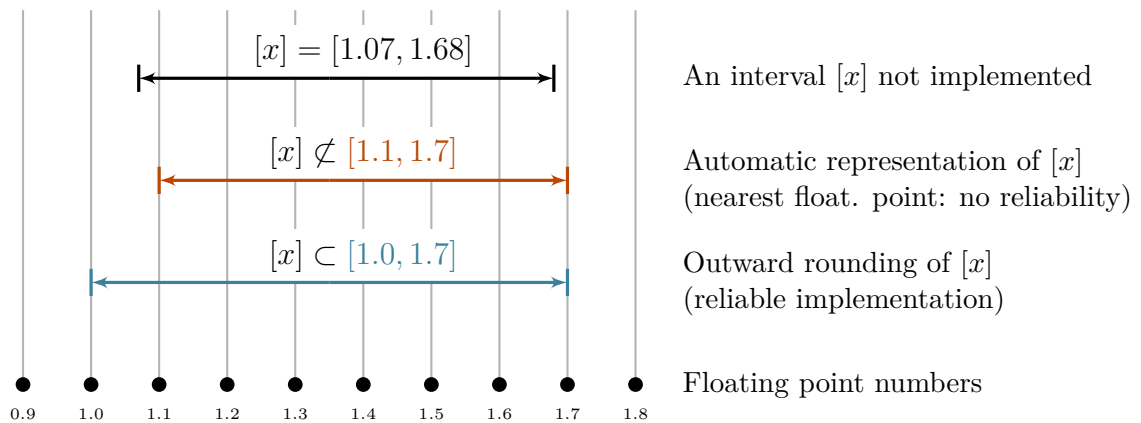 [x] = [1.07, 1.68]
An interval [x] not implemented
[x] ⊄ [1.1, 1.7]
Automatic representation of [x]
(nearest float. point: no reliability)
[x] ⊂ [1.0, 1.7]
Outward rounding of [x]
(reliable implementation)
Floating point numbers
0.9 1.0 1.1 1.2 1.3 1.4 1.5 1.6 1.7 1.8